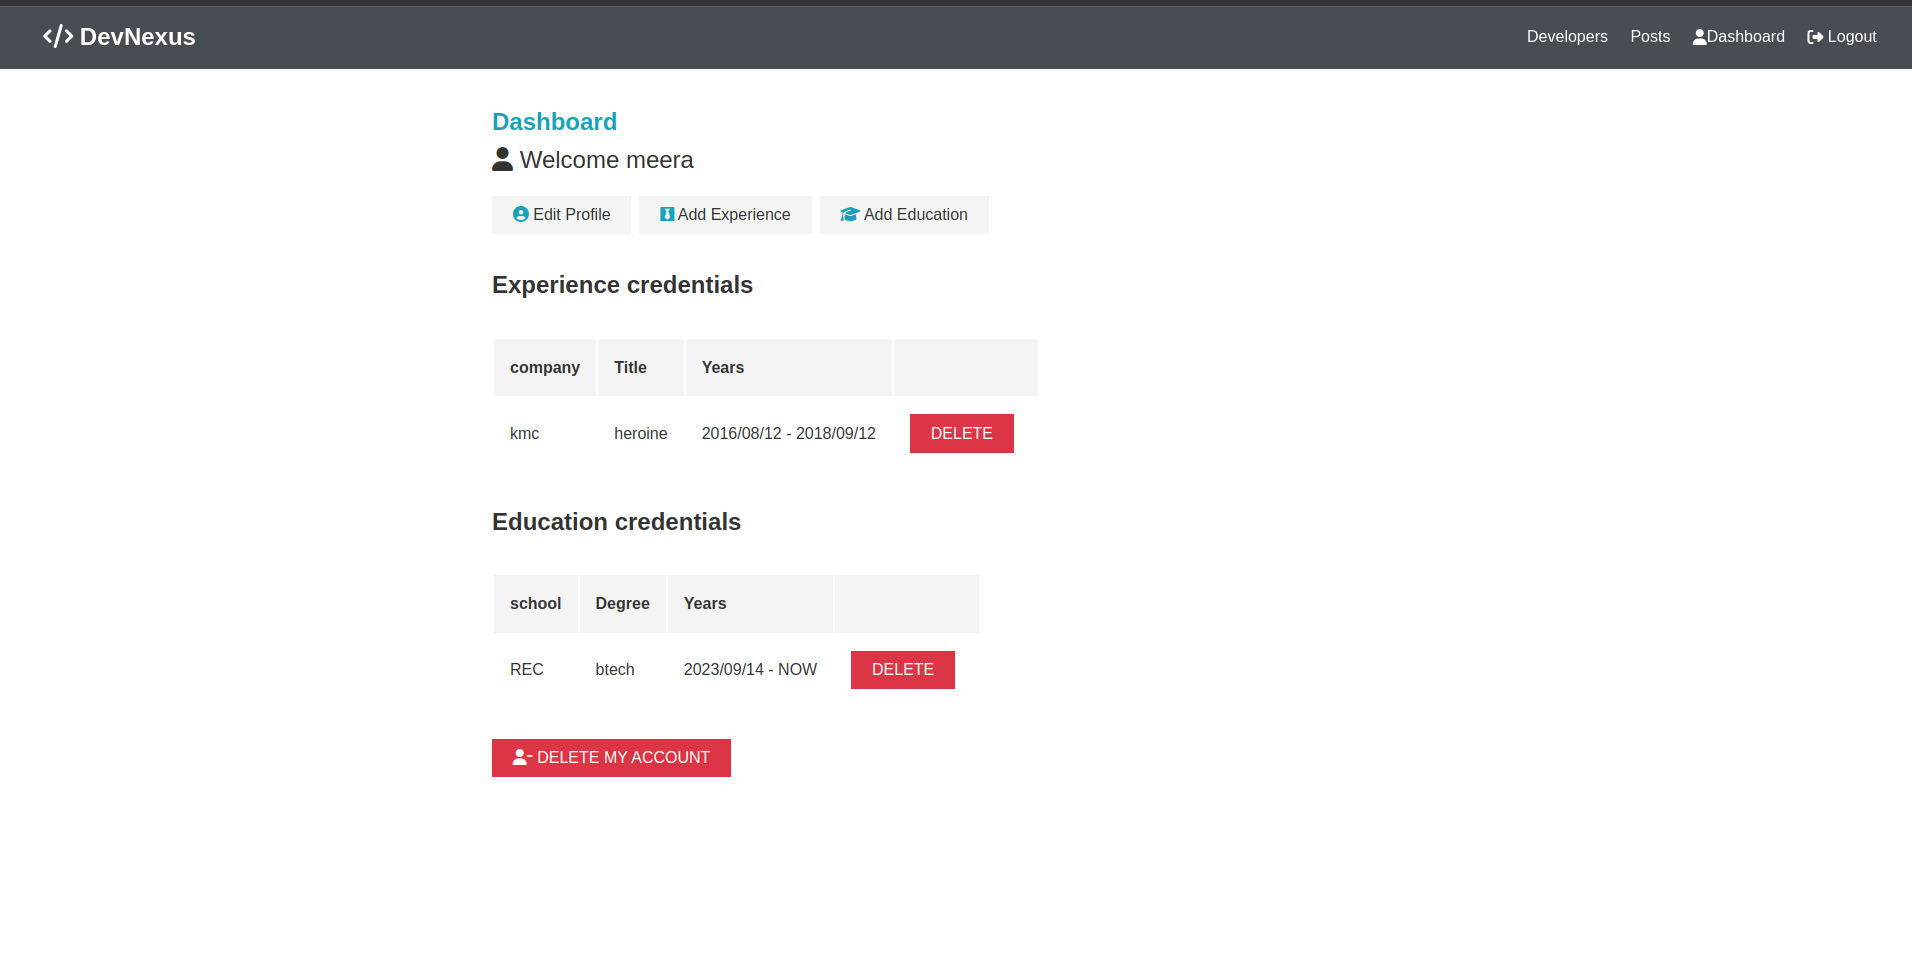 DevNexus Developers Posts Dashboard Logout
Dashboard
Welcome meera
Edit Profile Add Experience Add Education
Experience credentials
company Title Years
kmc heroine 2016/08/12 - 2018/09/12 DELETE
Education credentials
school Degree Years
REC btech 2023/09/14 - NOW DELETE
DELETE MY ACCOUNT